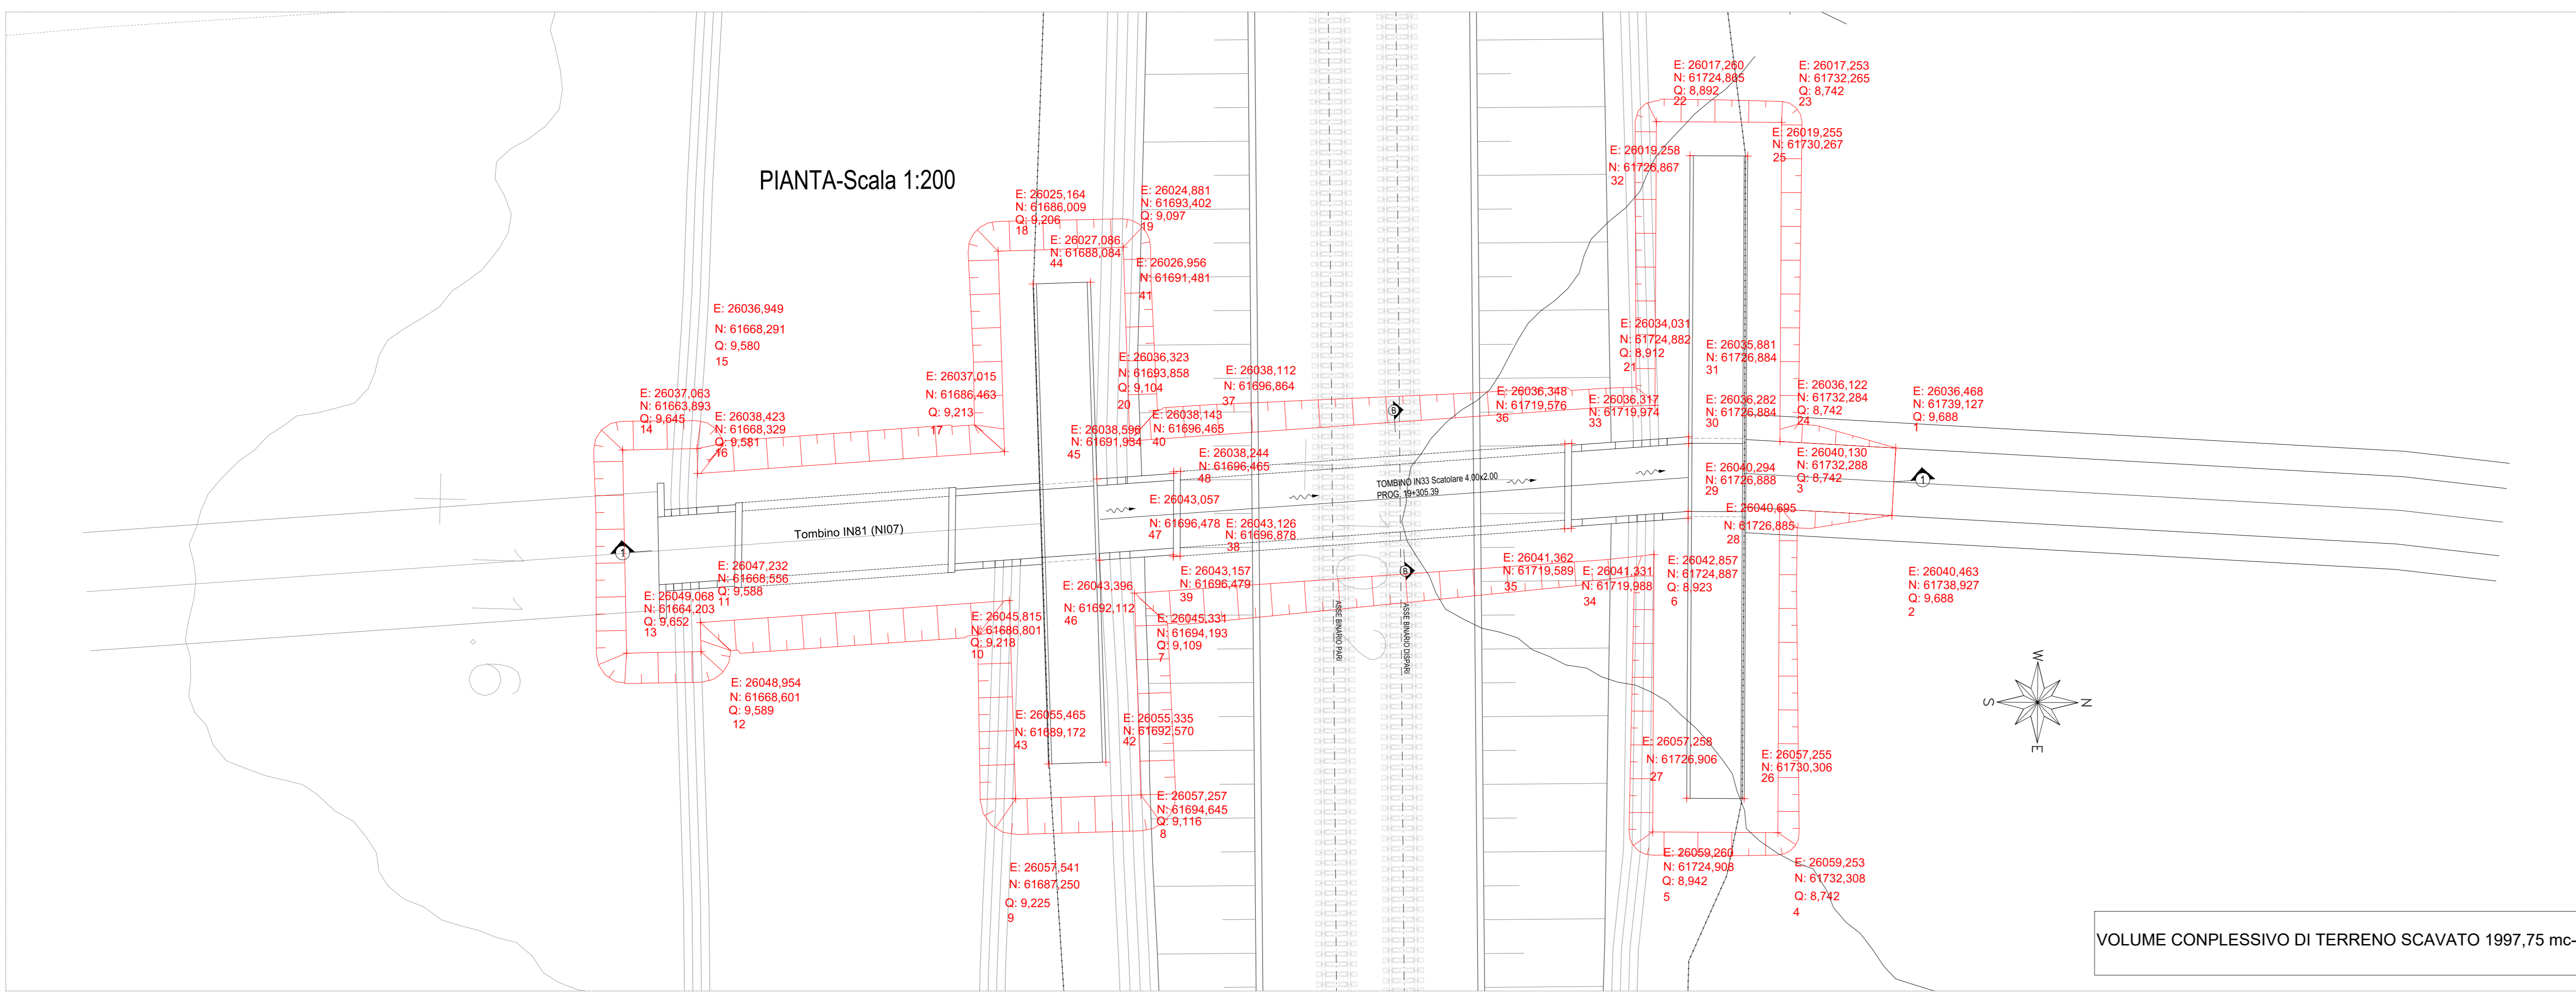 PIANTA-Scala 1:200
E: 26017,260
N: 61724,865
Q: 8,892
22
E: 26017,253
N: 61732,265
Q: 8,742
23
E: 26019,255
N: 61730,267
25
E: 26019,258
N: 61726,867
32
E: 26025,164
N: 61686,009
Q: 9,206
18
E: 26024,881
N: 61693,402
Q: 9,097
19
E: 26027,086
N: 61688,084
44
E: 26026,956
N: 61691,481
41
E: 26036,949
N: 61668,291
Q: 9,580
15
E: 26037,063
N: 61663,893
Q: 9,645
14
E: 26038,423
N: 61668,329
Q: 9,581
16
E: 26037,015
N: 61686,463
Q: 9,213
17
E: 26036,323
N: 61693,858
Q: 9,104
20
E: 26038,112
N: 61696,864
37
E: 26038,143
N: 61696,465
40
E: 26038,596
N: 61691,934
45
E: 26038,244
N: 61696,465
48
E: 26034,031
N: 61724,882
Q: 8,912
21
E: 26035,881
N: 61726,884
31
E: 26036,348
N: 61719,576
36
E: 26036,317
N: 61719,974
33
E: 26036,282
N: 61726,884
30
E: 26036,122
N: 61732,284
Q: 8,742
24
E: 26036,468
N: 61739,127
Q: 9,688
1
E: 26040,294
N: 61726,888
29
E: 26040,130
N: 61732,288
Q: 8,742
3
E: 26040,695
N: 61726,885
28
TOMBINO IN33 Scatolare 4.00x2.00
PROG. 19+305.39
Tombino IN81 (NI07)
1
1
B
B
E: 26043,057
N: 61696,478
47
E: 26043,126
N: 61696,878
38
E: 26047,232
N: 61668,556
Q: 9,588
11
E: 26049,068
N: 61664,203
Q: 9,652
13
E: 26043,396
N: 61692,112
46
E: 26043,157
N: 61696,479
39
E: 26045,815
N: 61686,801
Q: 9,218
10
E: 26045,331
N: 61694,193
Q: 9,109
7
E: 26041,362
N: 61719,589
35
E: 26041,331
N: 61719,988
34
E: 26042,857
N: 61724,887
Q: 8,923
6
E: 26040,463
N: 61738,927
Q: 9,688
2
ASSE BINARIO PARI
ASSE BINARIO DISPARI
E: 26048,954
N: 61668,601
Q: 9,589
12
E: 26055,465
N: 61689,172
43
E: 26055,335
N: 61692,570
42
E: 26057,258
N: 61726,906
27
E: 26057,255
N: 61730,306
26
E: 26057,257
N: 61694,645
Q: 9,116
8
E: 26057,541
N: 61687,250
Q: 9,225
9
E: 26059,260
N: 61724,908
Q: 8,942
5
E: 26059,253
N: 61732,308
Q: 8,742
4
W
S
N
E
VOLUME CONPLESSIVO DI TERRENO SCAVATO 1997,75 mc-